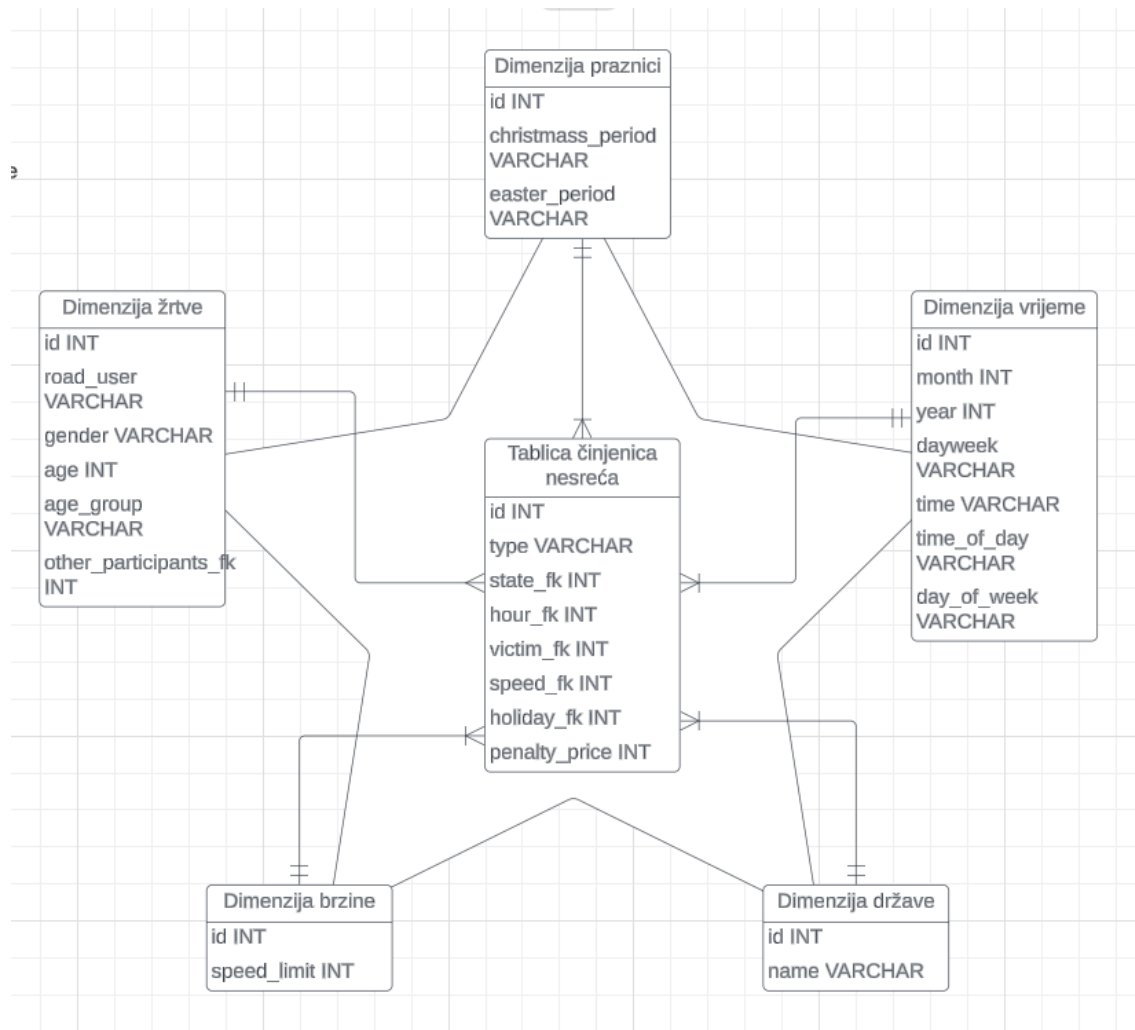 Dimenzija praznici
id INT
christmass_period
VARCHAR
easter_period
VARCHAR
e
Dimenzija žrtve
id INT
road_user
VARCHAR
gender VARCHAR
age INT
age_group
VARCHAR
other_participants_fk
INT
Dimenzija vrijeme
id INT
month INT
year INT
dayweek
VARCHAR
time VARCHAR
time_of_day
VARCHAR
day_of_week
VARCHAR
Tablica činjenica
nesreća
id INT
type VARCHAR
state_fk INT
hour_fk INT
victim_fk INT
speed_fk INT
holiday_fk INT
penalty_price INT
Dimenzija brzine
id INT
speed_limit INT
Dimenzija države
id INT
name VARCHAR